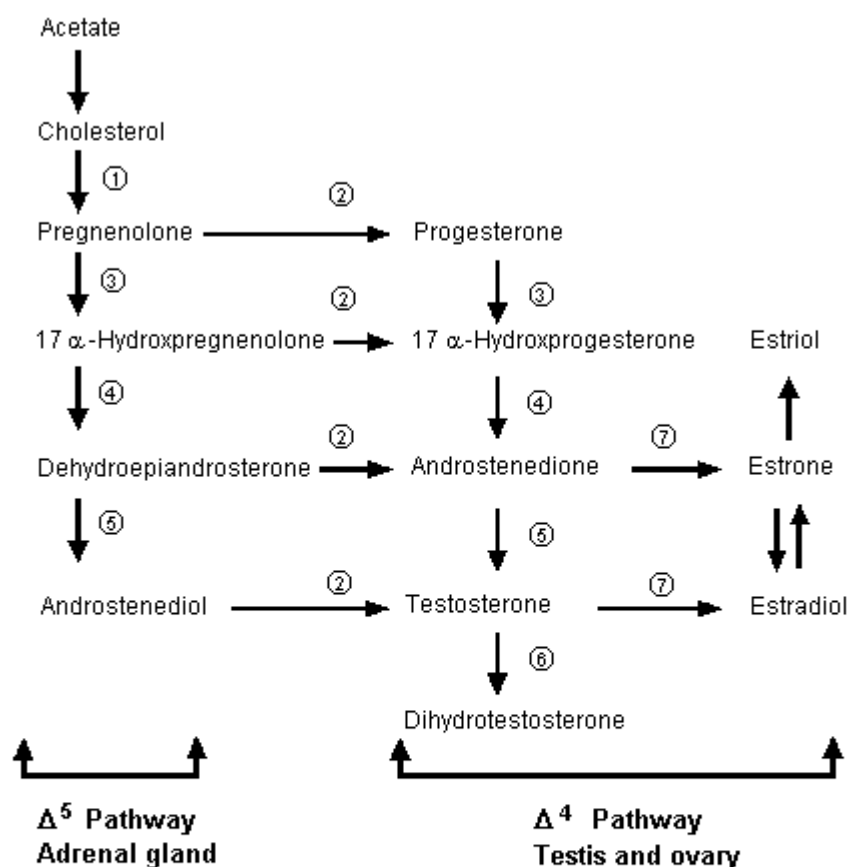 Acetate
Cholesterol
①
②
Pregnenolone
Progesterone
③
②
③
17 α-Hydroxpregnenolone
17 α-Hydroxprogesterone
Estriol
④
④
②
⑦
Dehydroepiandrosterone
Androstenedione
Estrone
⑤
⑤
②
⑦
Androstenediol
Testosterone
Estradiol
⑥
Dihydrotestosterone
Δ⁵ Pathway
Adrenal gland
Δ⁴ Pathway
Testis and ovary